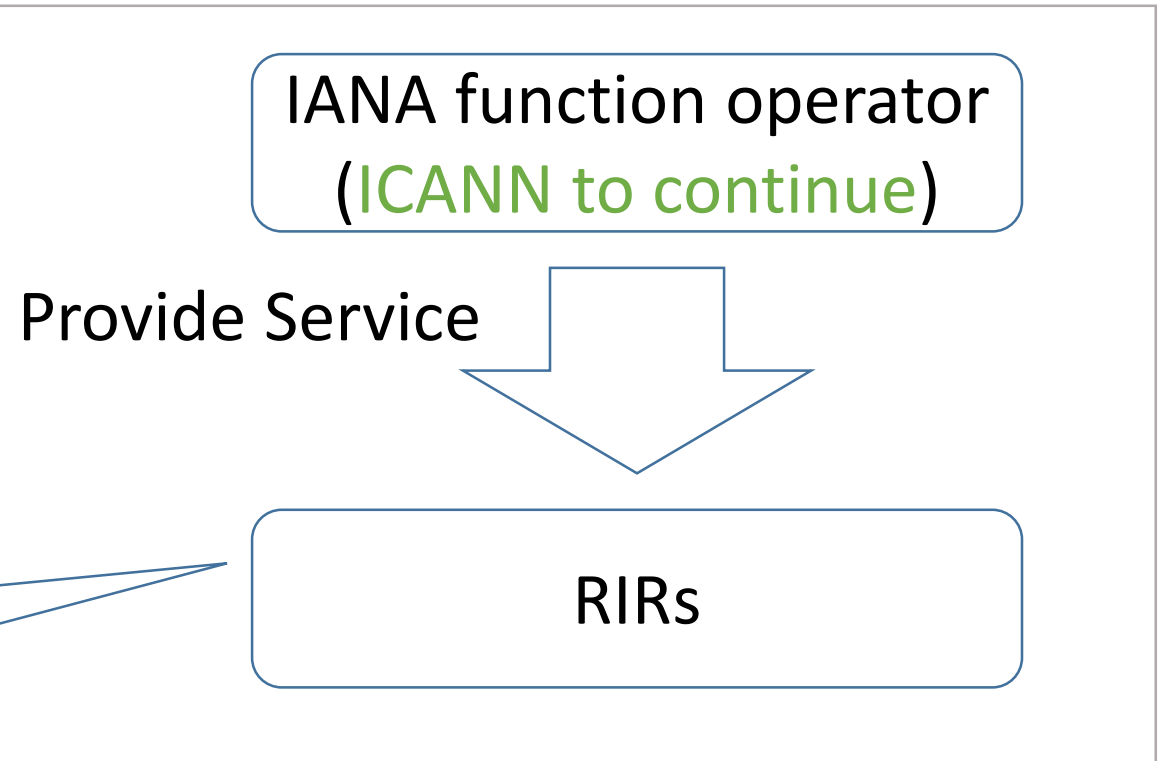 IANA function operator
(ICANN to continue)
Provide Service
RIRs